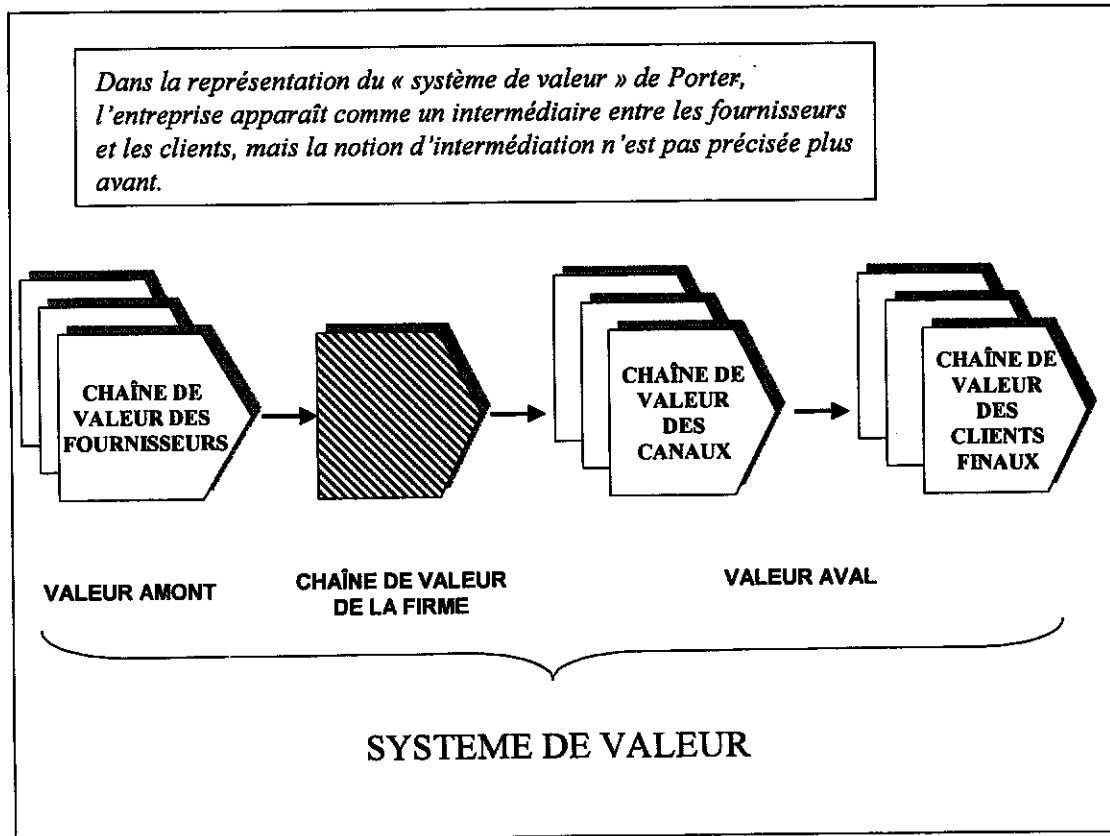 Dans la représentation du « système de valeur » de Porter,
l'entreprise apparaît comme un intermédiaire entre les fournisseurs
et les clients, mais la notion d'intermédiation n'est pas précisée plus
avant.
CHAÎNE DE
VALEUR DES
FOURNISSEURS
CHAÎNE DE
VALEUR
DES
CANAUX
CHAÎNE DE
VALEUR
DES
CLIENTS
FINAUX
VALEUR AMONT
CHAÎNE DE VALEUR
DE LA FIRME
VALEUR AVAL
SYSTEME DE VALEUR